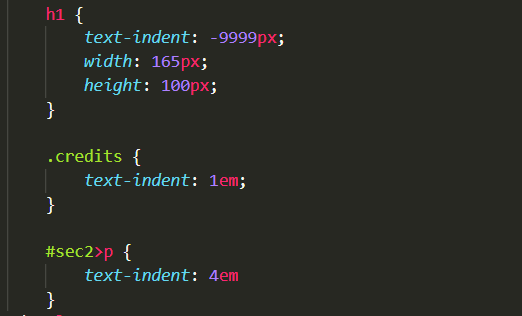 h1 {
text-indent: -9999px;
width: 165px;
height: 100px;
}
.credits {
text-indent: 1em;
}
#sec2>p {
text-indent: 4em
}